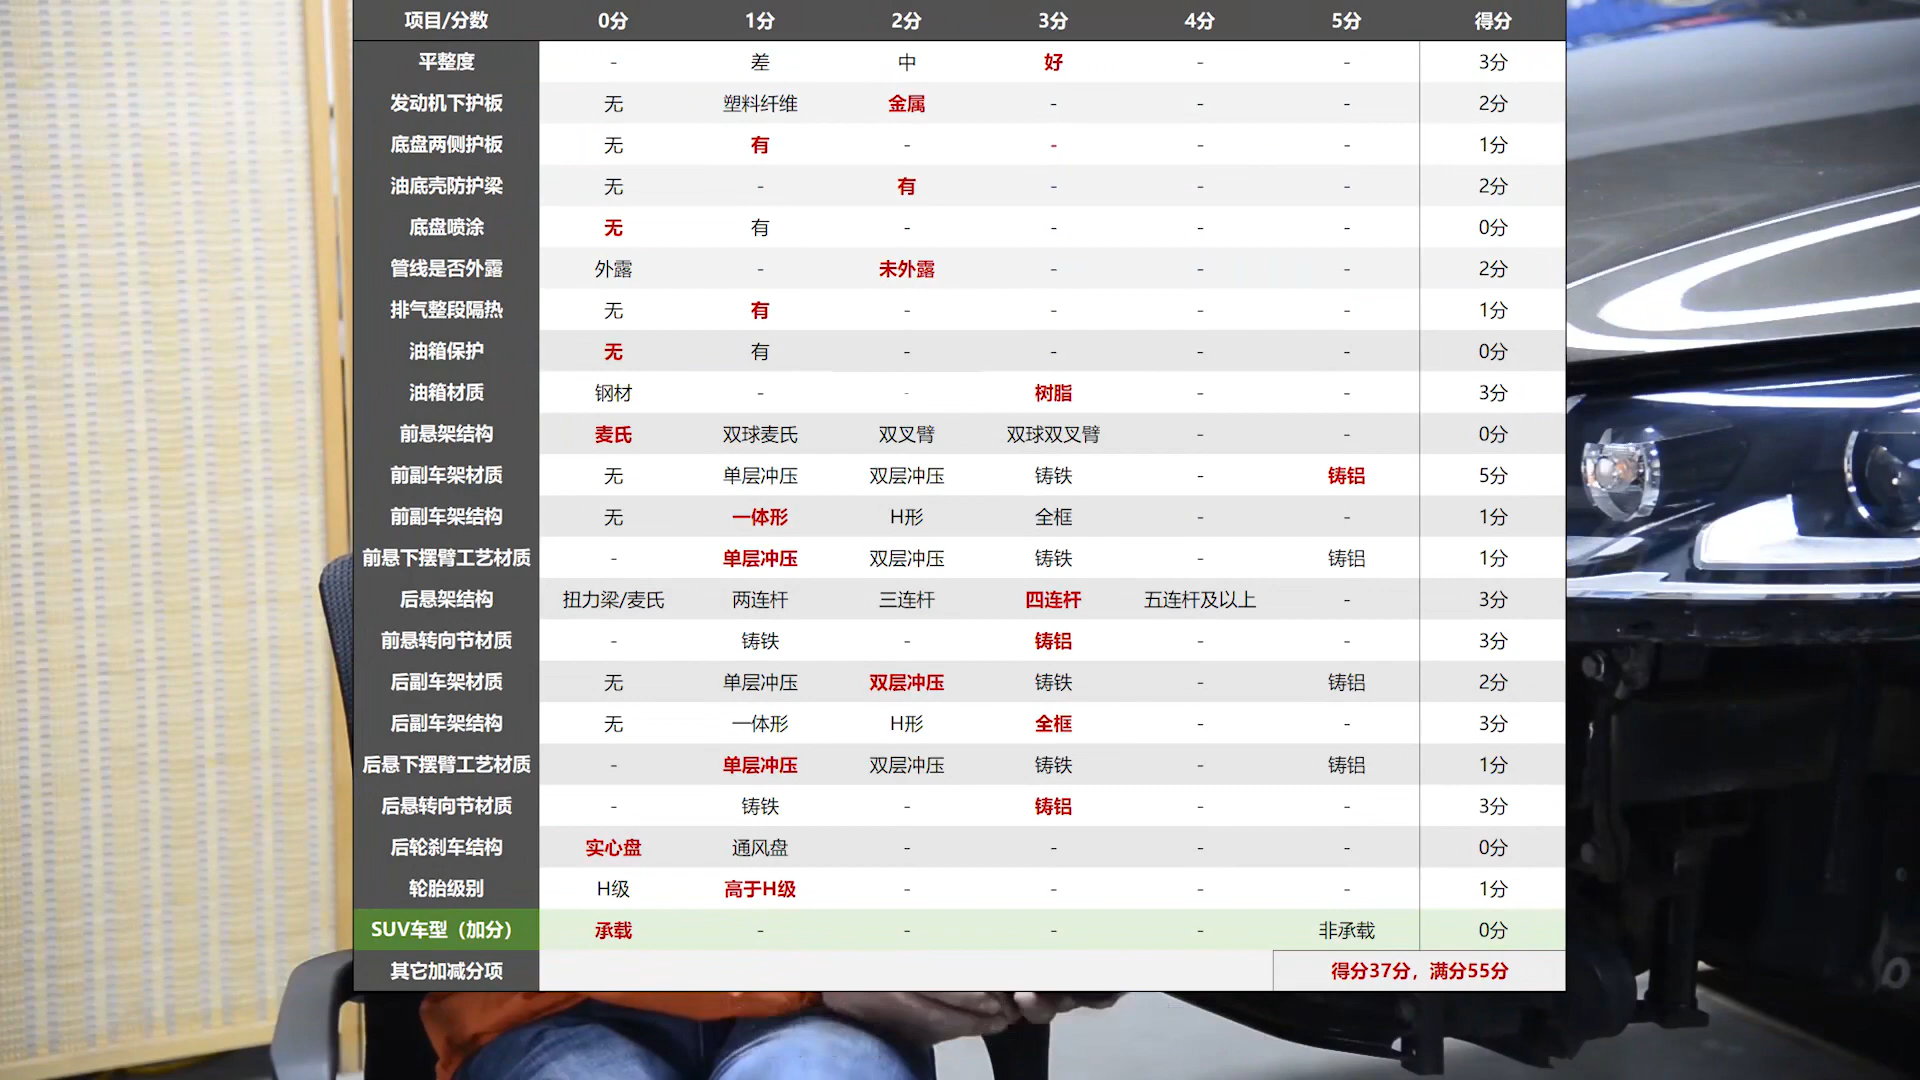 项目/分数 0分 1分 2分 3分 4分 5分 得分
平整度 - 差 中 好 - - 3分
发动机下护板 无 塑料纤维 金属 - - - 2分
底盘两侧护板 无 有 - - - - 1分
油底壳防护梁 无 - 有 - - - 2分
底盘喷涂 无 有 - - - - 0分
管线是否外露 外露 - 未外露 - - - 2分
排气整段隔热 无 有 - - - - 1分
油箱保护 无 有 - - - - 0分
油箱材质 钢材 - - 树脂 - - 3分
前悬架结构 麦氏 双球麦氏 双叉臂 双球双叉臂 - - 0分
前副车架材质 无 单层冲压 双层冲压 铸铁 - 铸铝 5分
前副车架结构 无 一体形 H形 全框 - - 1分
前悬下摆臂工艺材质 - 单层冲压 双层冲压 铸铁 - 铸铝 1分
后悬架结构 扭力梁/麦氏 两连杆 三连杆 四连杆 五连杆及以上 - 3分
前悬转向节材质 - 铸铁 - 铸铝 - - 3分
后副车架材质 无 单层冲压 双层冲压 铸铁 - 铸铝 2分
后副车架结构 无 一体形 H形 全框 - - 3分
后悬下摆臂工艺材质 - 单层冲压 双层冲压 铸铁 - 铸铝 1分
后悬转向节材质 - 铸铁 - 铸铝 - - 3分
后轮刹车结构 实心盘 通风盘 - - - - 0分
轮胎级别 H级 高于H级 - - - - 1分
SUV车型（加分） 承载 - - - - 非承载 0分
其它加减分项 得分37分，满分55分